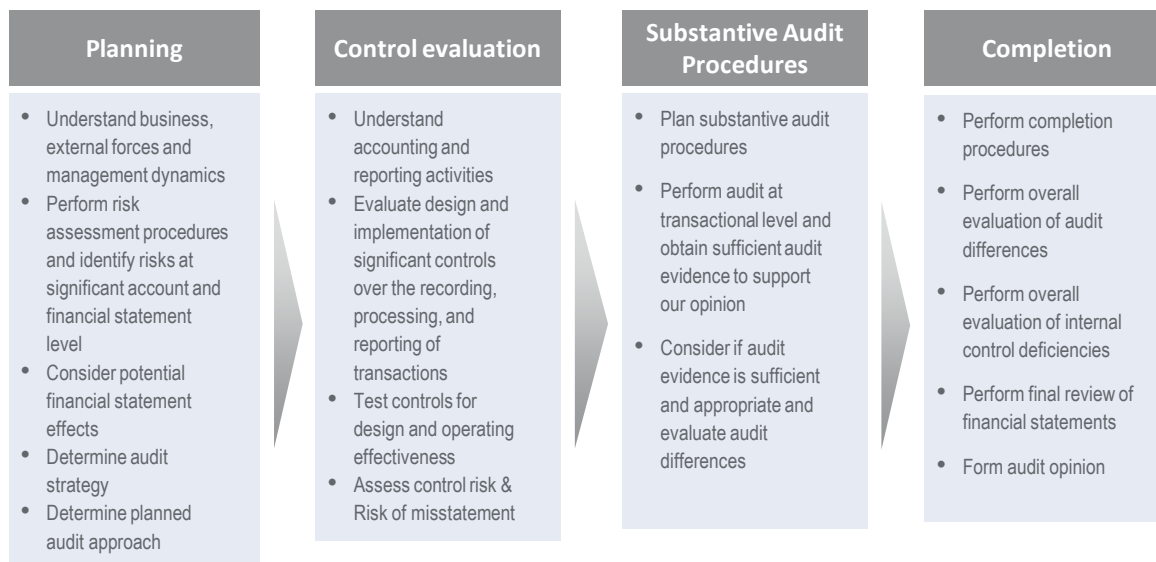 Planning
• Understand business,
external forces and
management dynamics
• Perform risk
assessment procedures
and identify risks at
significant account and
financial statement
level
• Consider potential
financial statement
effects
• Determine audit
strategy
• Determine planned
audit approach
Control evaluation
• Understand
accounting and
reporting activities
• Evaluate design and
implementation of
significant controls
over the recording,
processing, and
reporting of
transactions
• Test controls for
design and operating
effectiveness
• Assess control risk &
Risk of misstatement
Substantive Audit
Procedures
• Plan substantive audit
procedures
• Perform audit at
transactional level and
obtain sufficient audit
evidence to support
our opinion
• Consider if audit
evidence is sufficient
and appropriate and
evaluate audit
differences
Completion
• Perform completion
procedures
• Perform overall
evaluation of audit
differences
• Perform overall
evaluation of internal
control deficiencies
• Perform final review of
financial statements
• Form audit opinion